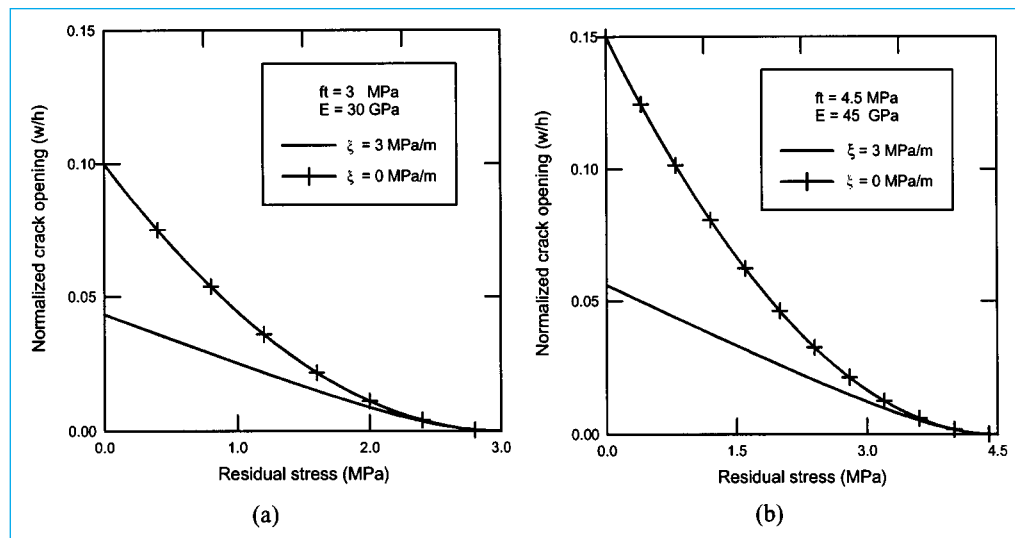 0.15
0.10
0.05
0.00
Normalized crack opening (w/h)
ft = 3 MPa
E = 30 GPa
ξ = 3 MPa/m
ξ = 0 MPa/m
0.0
1.0
2.0
3.0
Residual stress (MPa)
(a)
0.15
0.10
0.05
0.00
Normalized crack opening (w/h)
ft = 4.5 MPa
E = 45 GPa
ξ = 3 MPa/m
ξ = 0 MPa/m
0.0
1.5
3.0
4.5
Residual stress (MPa)
(b)